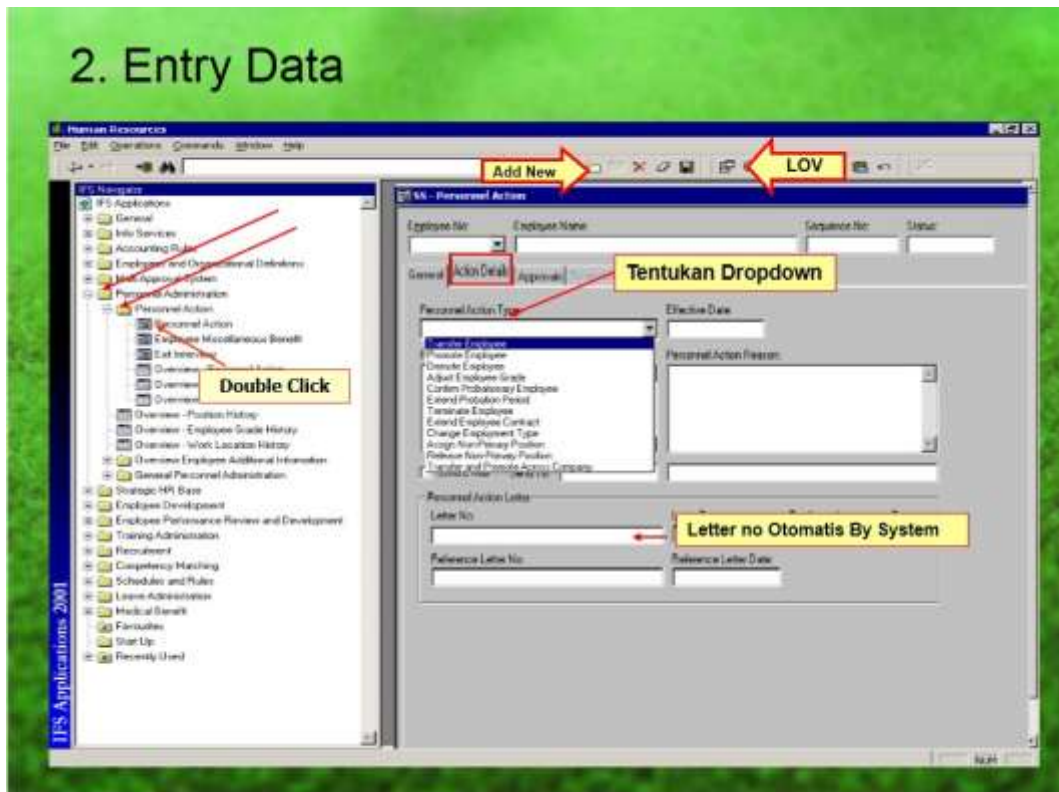 2. Entry Data
Human Resources
File Edit Operations Commands Window Help
Add New
LOV
IFS Navigator
IFS Applications
General
Info Services
Accounting Rules
Employees and Organizational Definitions
Multi Approval System
Personnel Administration
Personnel Action
Personnel Action
Employee Miscellaneous Benefit
Exit Interview
Overview
Overview
Overview
Double Click
Overview - Position History
Overview - Employee Grade History
Overview - Work Location History
Overview Employee Additional Information
General Personnel Administration
Strategic HR Base
Employee Development
Employee Performance Review and Development
Training Administration
Recruitment
Competency Matching
Schedules and Rules
Leave Administration
Medical Benefit
Favourites
Start Up
Recently Used
IFS Applications 2001
SS - Personnel Action
Employee No: Employee Name: Sequence No: Status:
General Action Details Approvals
Tentukan Dropdown
Personnel Action Type Effective Date
Transfer Employee
Promote Employee
Demote Employee
Adjust Employee Grade
Confirm Probationary Employee
Extend Probation Period
Terminate Employee
Extend Employee Contract
Change Employment Type
Assign Non-Primary Position
Release Non-Primary Position
Transfer and Promote Across Company
Personnel Action Reason:
Personnel Action Letter
Letter No:
Letter no Otomatis By System
Reference Letter No: Reference Letter Date:
NUM